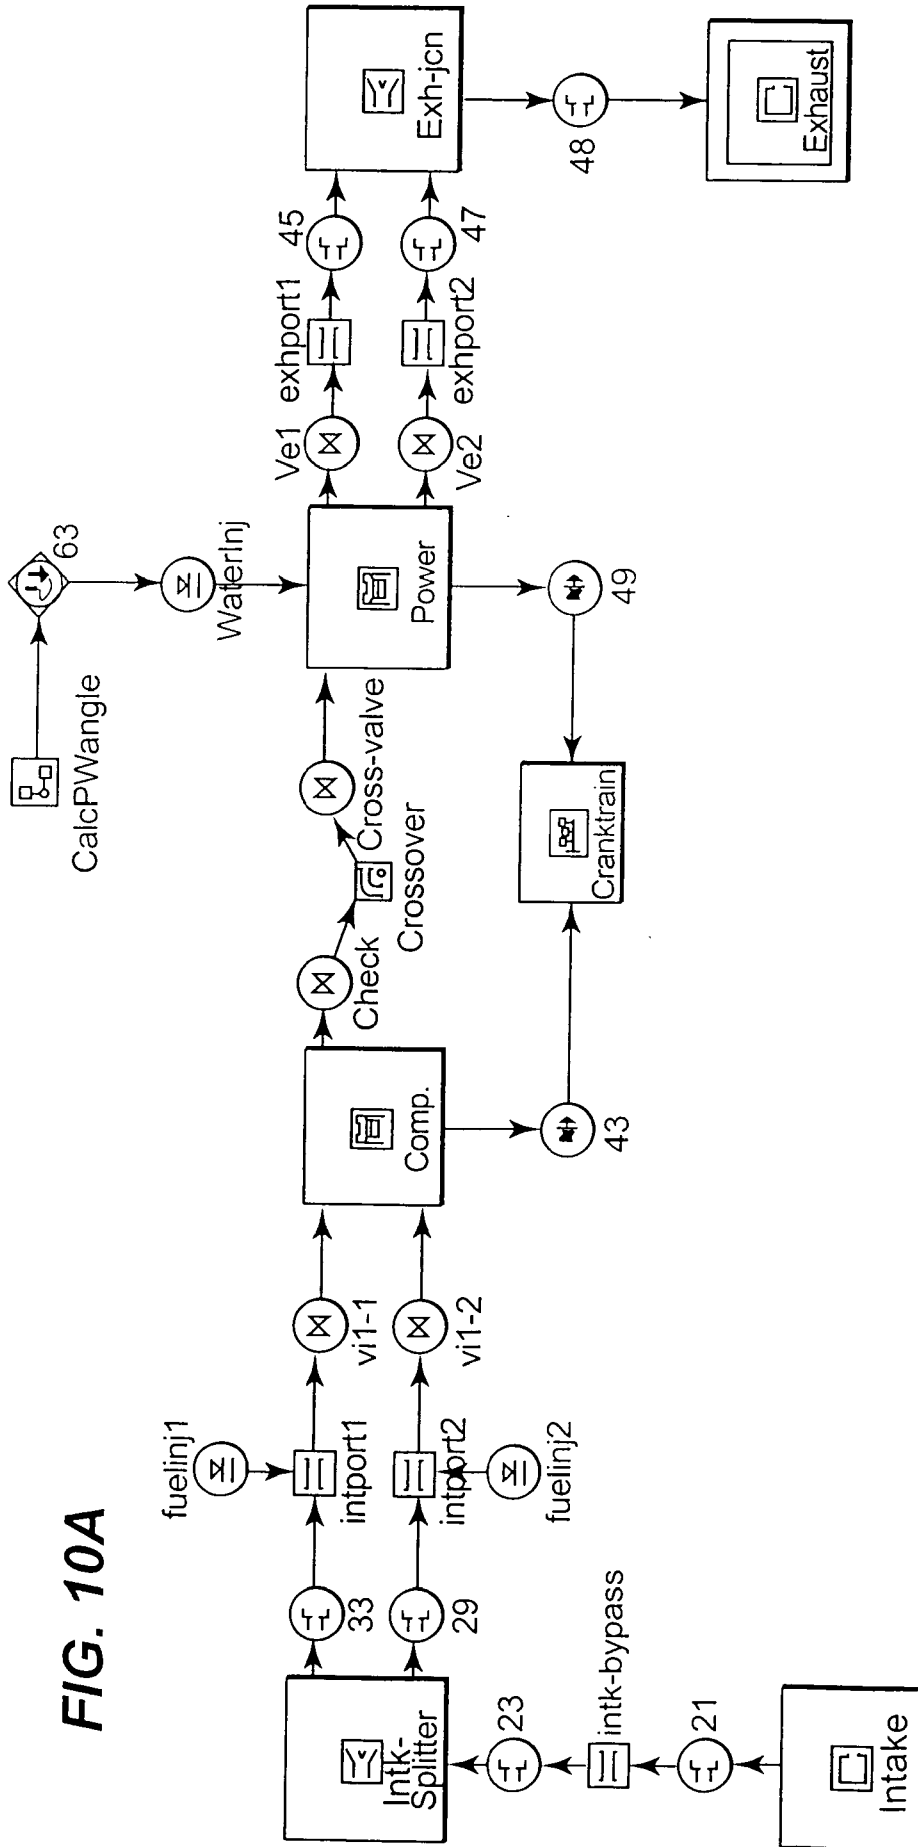 FIG. 10A
CalcPWangle
63
WaterInj
fuelinj1
fuelinj2
Intk-
Splitter
33
29
intport1
intport2
vi1-1
vi1-2
Comp.
Check
Crossover
Cross-valve
Power
Ve1
Ve2
exhport1
exhport2
45
47
Exh-jcn
48
Exhaust
23
intk-bypass
21
Intake
43
Cranktrain
49